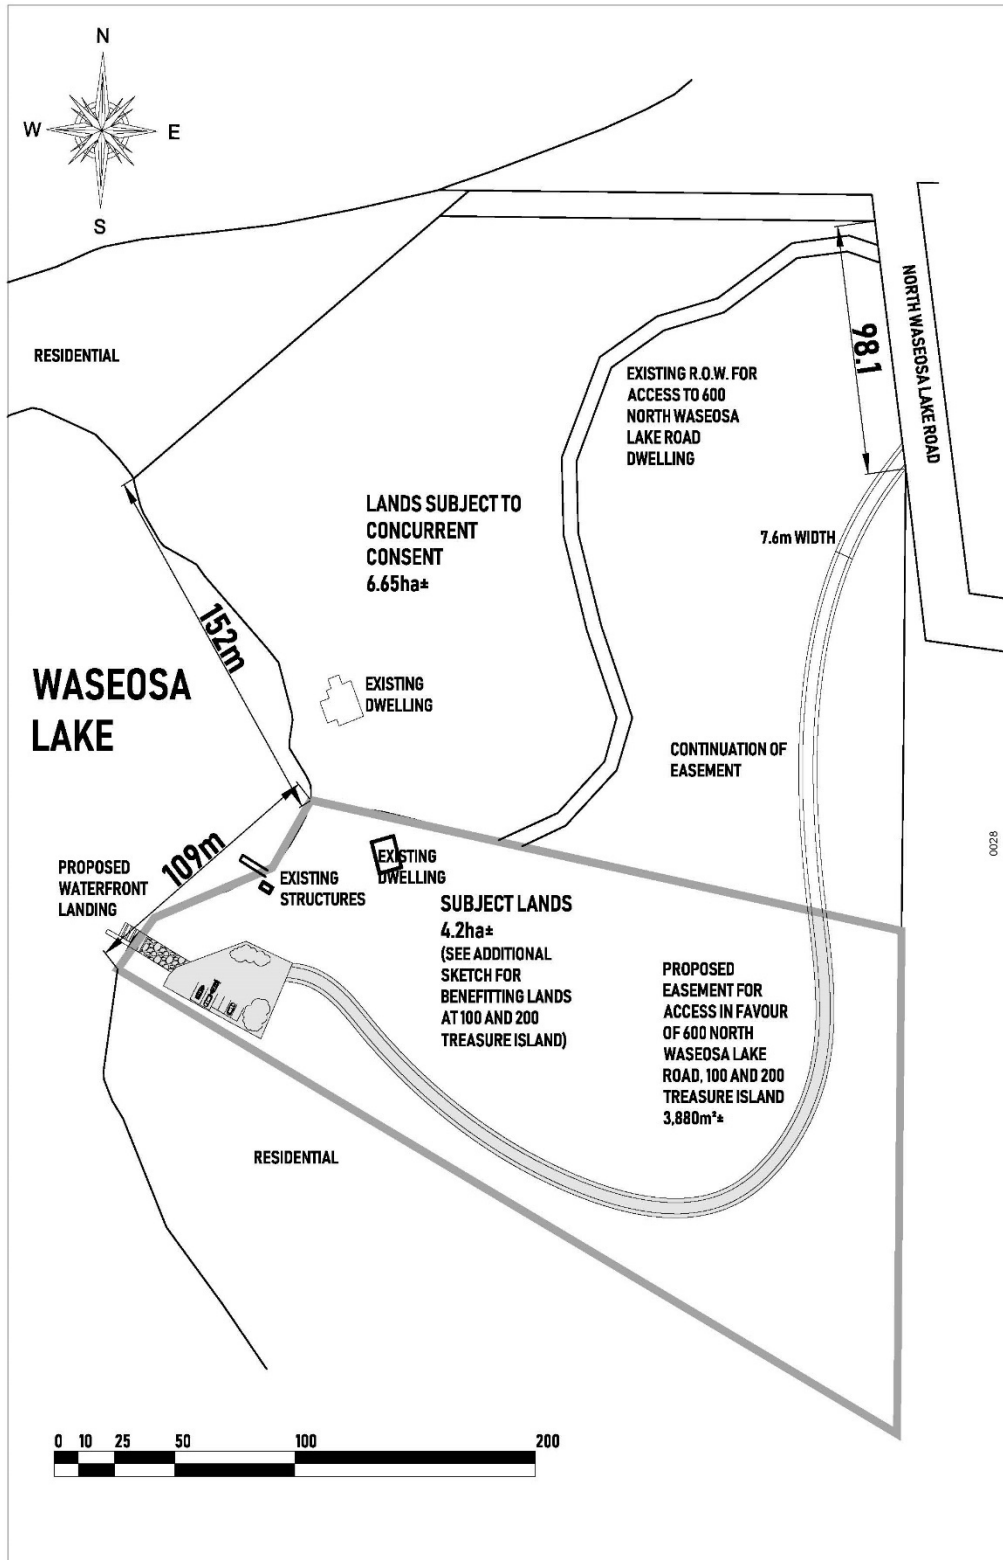 N
W
E
S
RESIDENTIAL
NORTH WASEOSA LAKE ROAD
98.1
EXISTING R.O.W. FOR
ACCESS TO 600
NORTH WASEOSA
LAKE ROAD
DWELLING
LANDS SUBJECT TO
CONCURRENT
CONSENT
6.65ha±
7.6m WIDTH
152m
WASEOSA
LAKE
EXISTING
DWELLING
CONTINUATION OF
EASEMENT
0028
109m
PROPOSED
WATERFRONT
LANDING
EXISTING
STRUCTURES
EXISTING
DWELLING
SUBJECT LANDS
4.2ha±
(SEE ADDITIONAL
SKETCH FOR
BENEFITTING LANDS
AT 100 AND 200
TREASURE ISLAND)
PROPOSED
EASEMENT FOR
ACCESS IN FAVOUR
OF 600 NORTH
WASEOSA LAKE
ROAD, 100 AND 200
TREASURE ISLAND
3,880m²±
RESIDENTIAL
0 10 25 50 100 200